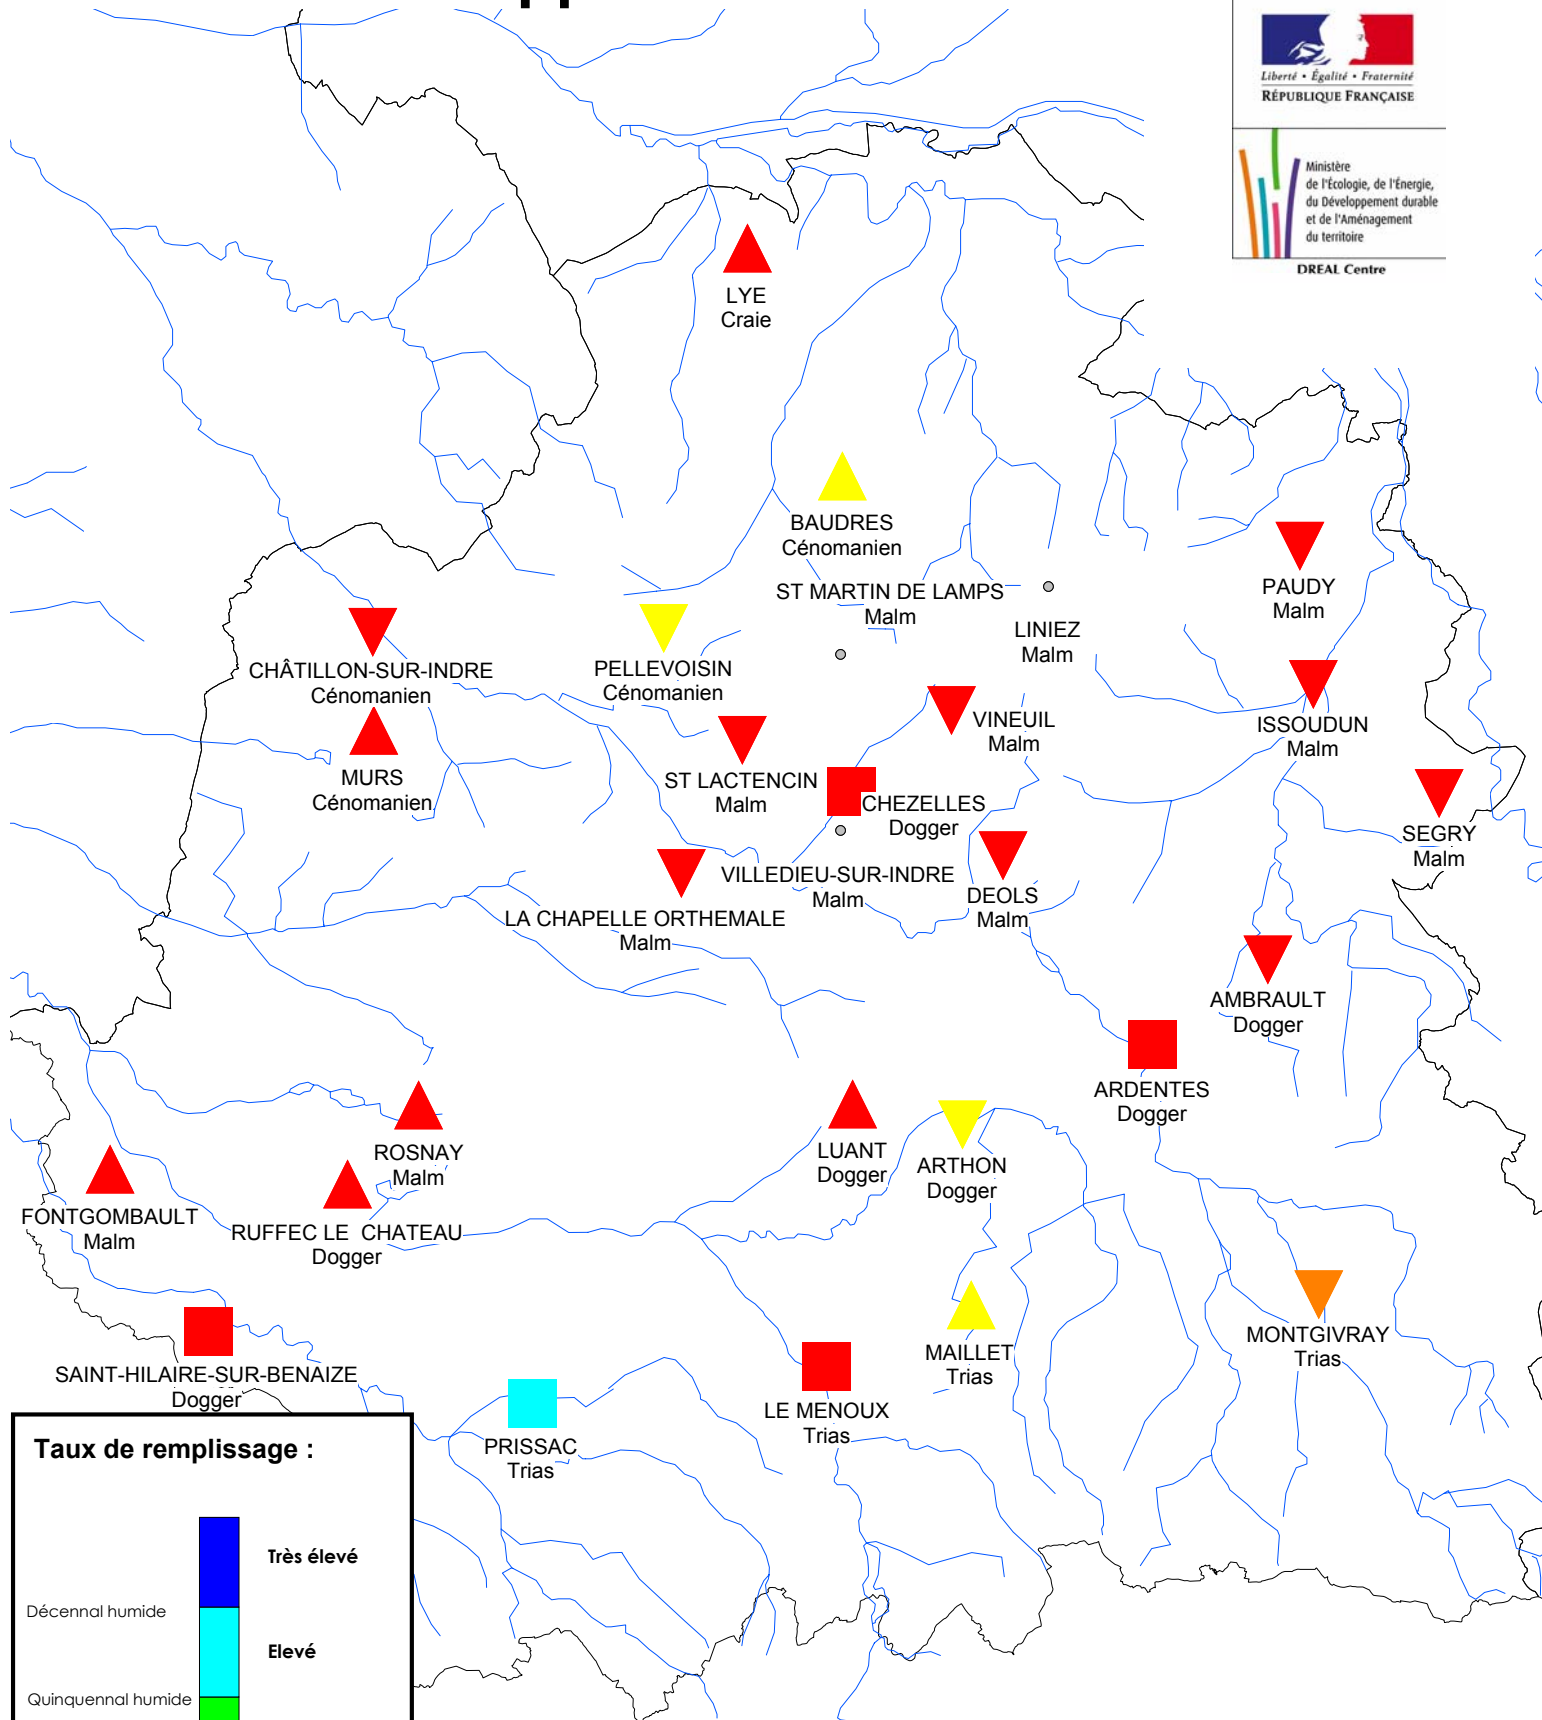 Liberté • Égalité • Fraternité
RÉPUBLIQUE FRANÇAISE
Ministère
de l'Écologie, de l'Énergie,
du Développement durable
et de l'Aménagement
du territoire
DREAL Centre
LYE
Craie
BAUDRES
Cénomanien
ST MARTIN DE LAMPS
Malm
LINIEZ
Malm
PAUDY
Malm
CHÂTILLON-SUR-INDRE
Cénomanien
PELLEVOISIN
Cénomanien
VINEUIL
Malm
ISSOUDUN
Malm
MURS
Cénomanien
ST LACTENCIN
Malm
CHEZELLES
Dogger
SEGRY
Malm
VILLEDIEU-SUR-INDRE
Malm
DEOLS
Malm
LA CHAPELLE ORTHEMALE
Malm
AMBRAULT
Dogger
ARDENTES
Dogger
ROSNAY
Malm
LUANT
Dogger
ARTHON
Dogger
FONTGOMBAULT
Malm
RUFFEC LE CHATEAU
Dogger
MONTGIVRAY
Trias
MAILLET
Trias
SAINT-HILAIRE-SUR-BENAIZE
Dogger
LE MENOUX
Trias
PRISSAC
Trias
Taux de remplissage :
Très élevé
Décennal humide
Elevé
Quinquennal humide